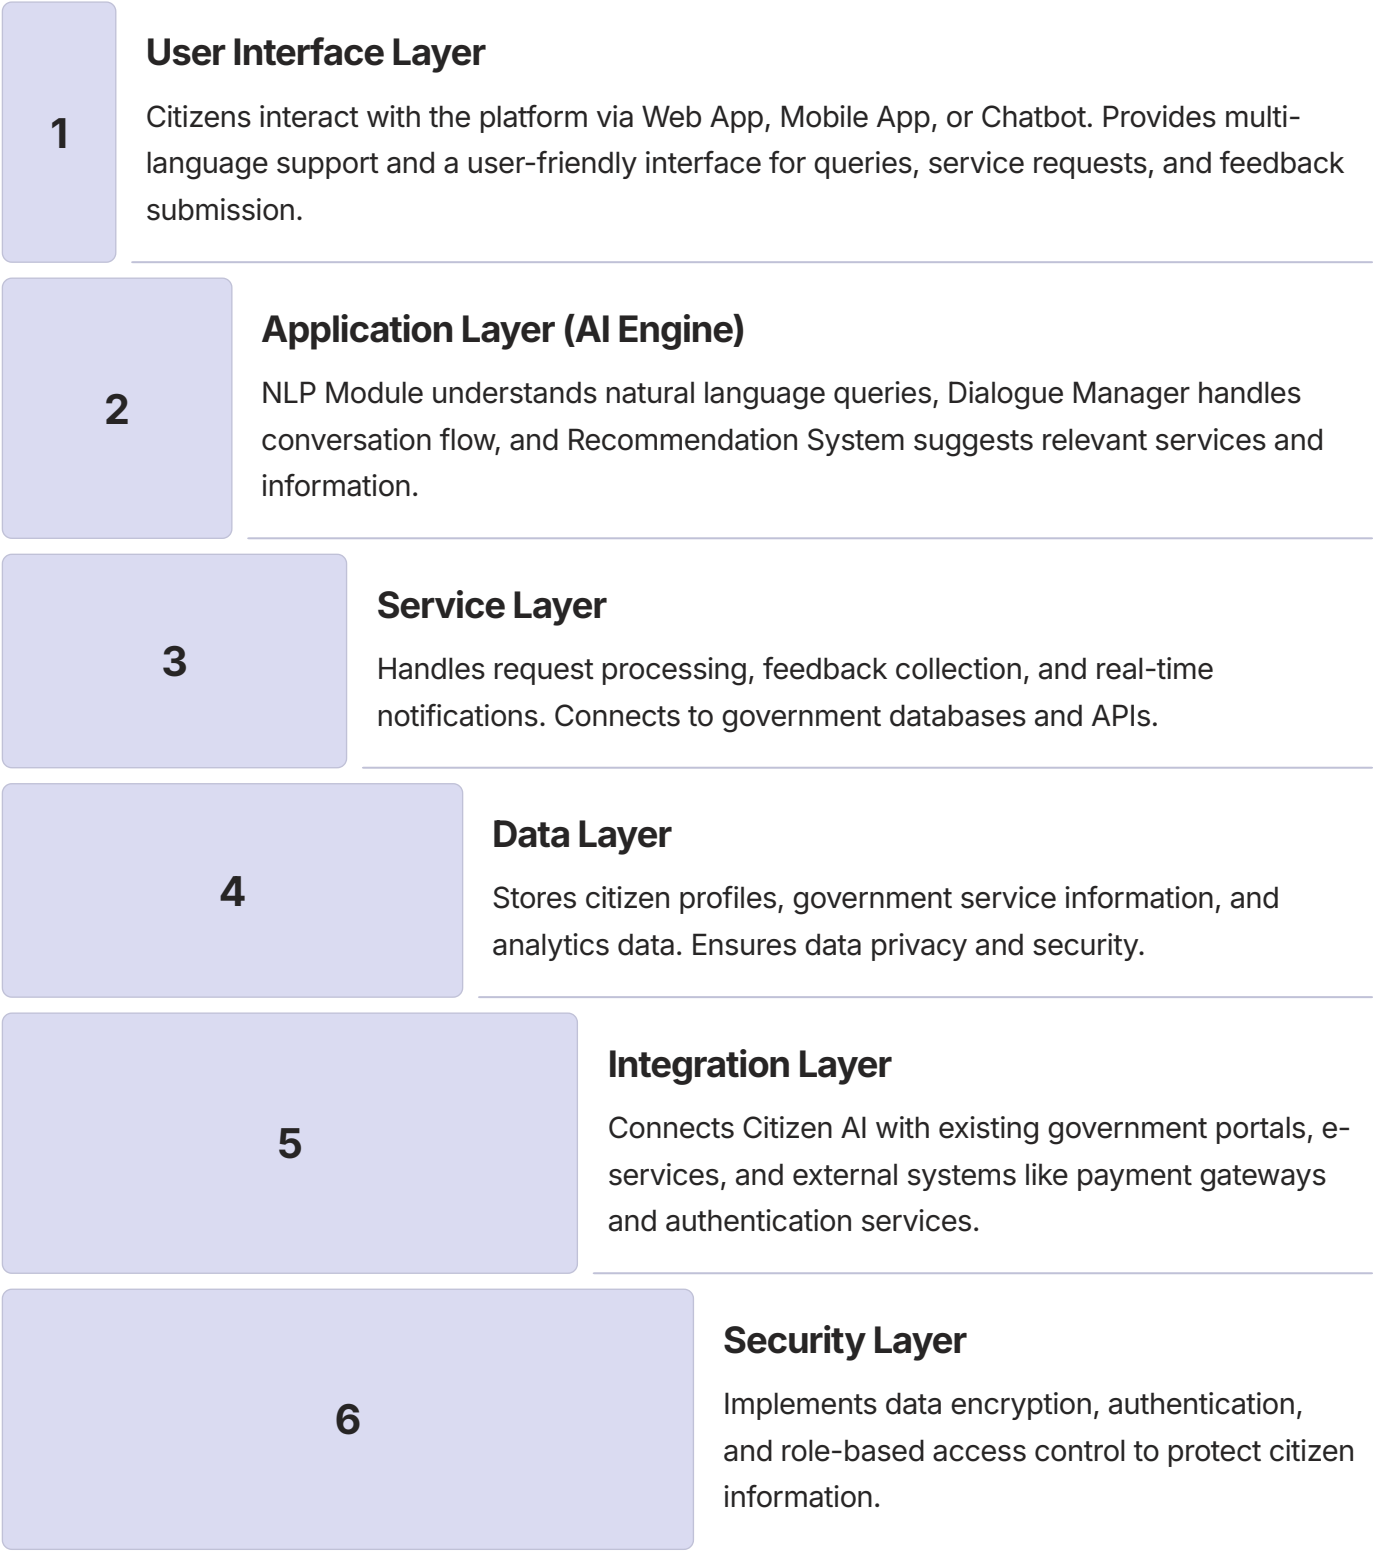 1
User Interface Layer
Citizens interact with the platform via Web App, Mobile App, or Chatbot. Provides multi-
language support and a user-friendly interface for queries, service requests, and feedback
submission.
2
Application Layer (AI Engine)
NLP Module understands natural language queries, Dialogue Manager handles
conversation flow, and Recommendation System suggests relevant services and
information.
3
Service Layer
Handles request processing, feedback collection, and real-time
notifications. Connects to government databases and APIs.
4
Data Layer
Stores citizen profiles, government service information, and
analytics data. Ensures data privacy and security.
5
Integration Layer
Connects Citizen AI with existing government portals, e-
services, and external systems like payment gateways
and authentication services.
6
Security Layer
Implements data encryption, authentication,
and role-based access control to protect citizen
information.